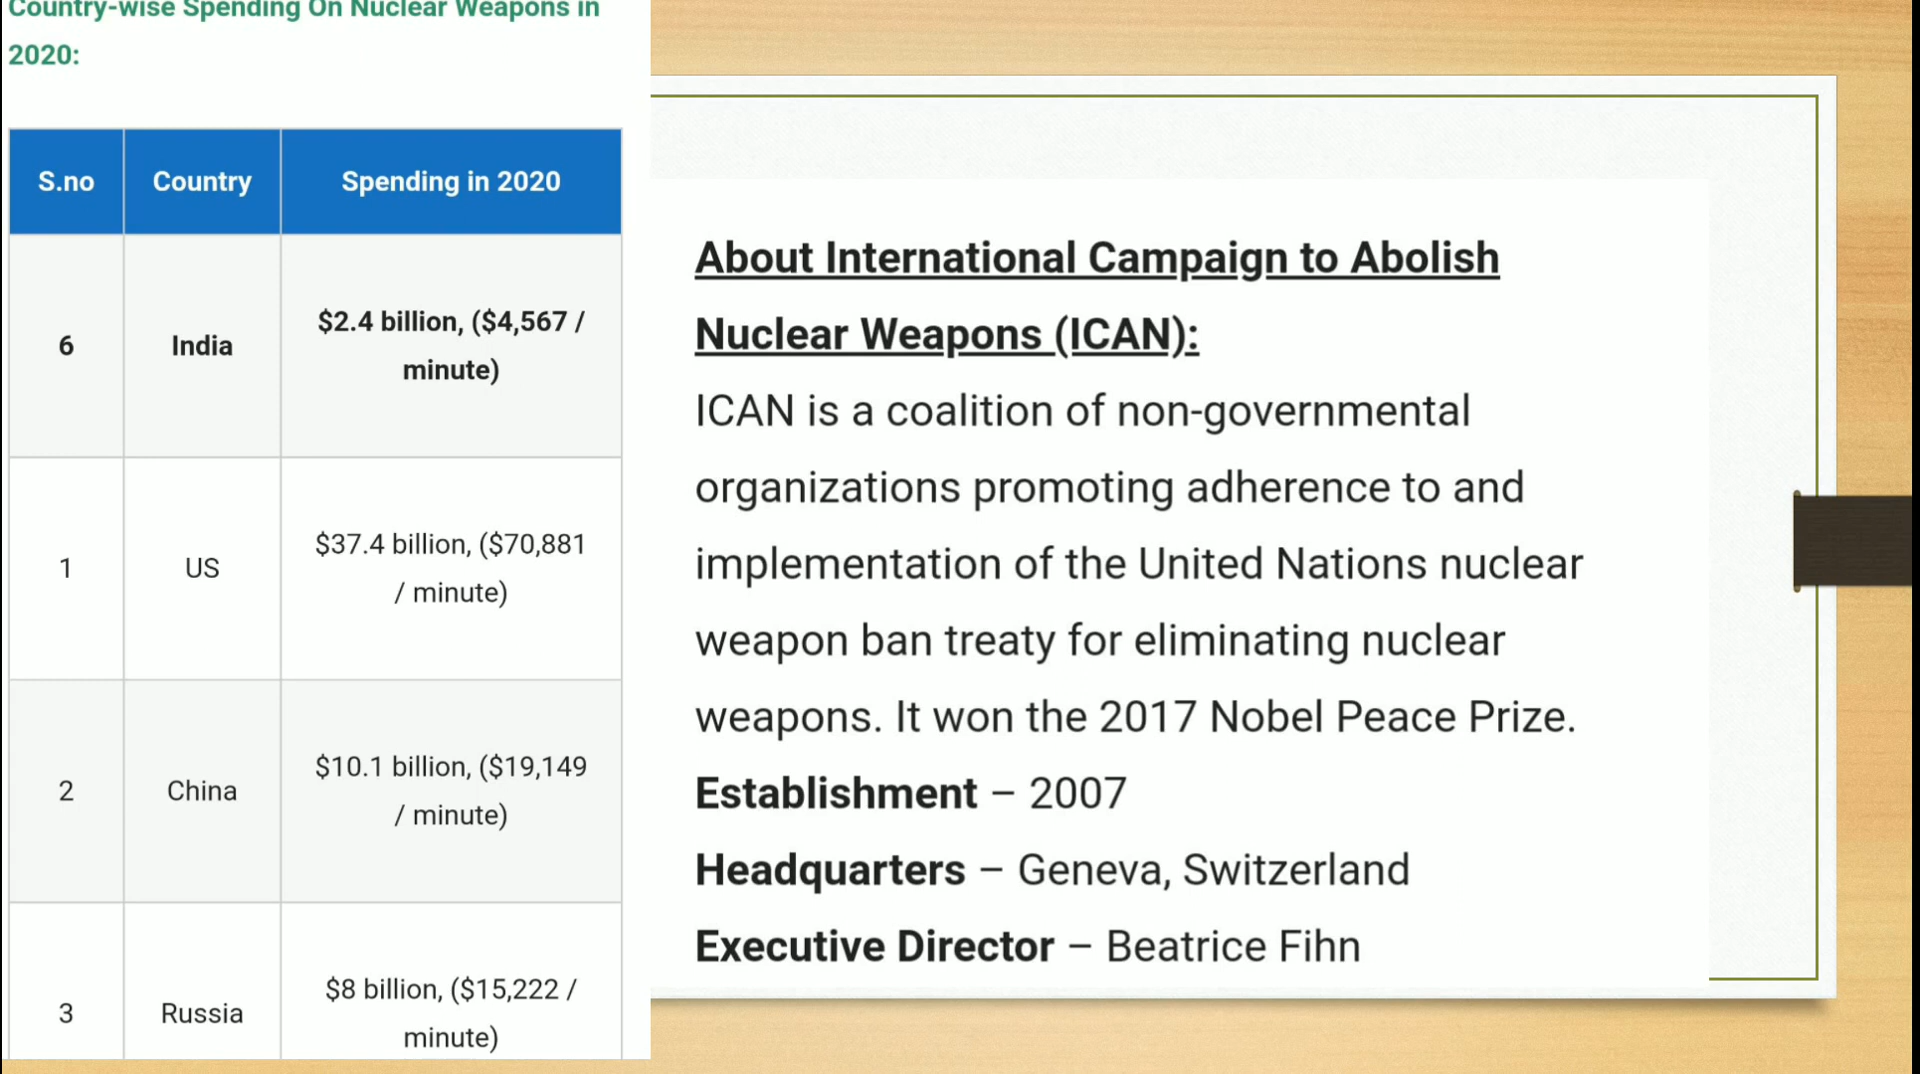 Country-wise Spending On Nuclear Weapons in
2020:
S.no Country Spending in 2020
6 India $2.4 billion, ($4,567 /
minute)
1 US $37.4 billion, ($70,881
/ minute)
2 China $10.1 billion, ($19,149
/ minute)
3 Russia $8 billion, ($15,222 /
minute)
About International Campaign to Abolish
Nuclear Weapons (ICAN):
ICAN is a coalition of non-governmental
organizations promoting adherence to and
implementation of the United Nations nuclear
weapon ban treaty for eliminating nuclear
weapons. It won the 2017 Nobel Peace Prize.
Establishment – 2007
Headquarters – Geneva, Switzerland
Executive Director – Beatrice Fihn